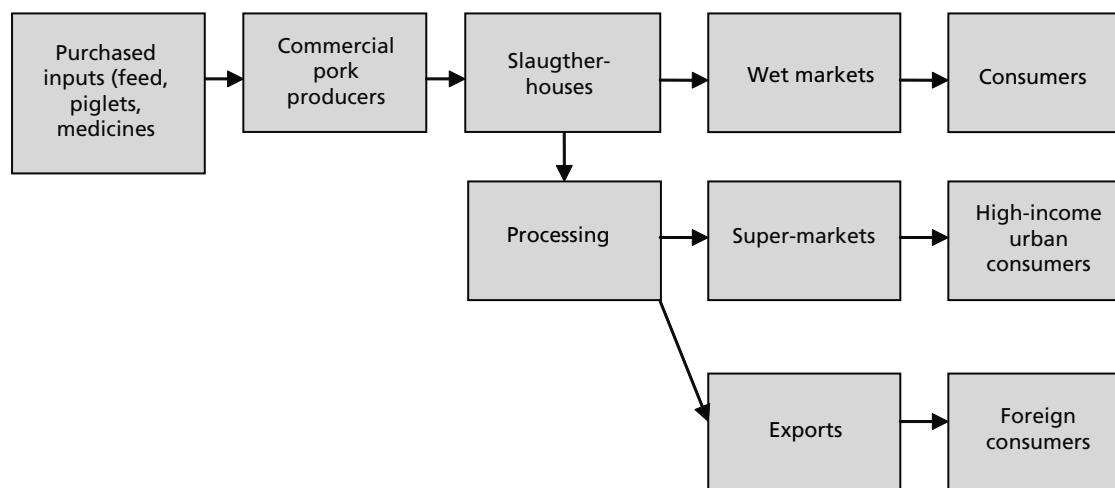 Purchased
inputs (feed,
piglets,
medicines
Commercial
pork
producers
Slaugther-
houses
Wet markets
Consumers
Processing
Super-markets
High-income
urban
consumers
Exports
Foreign
consumers